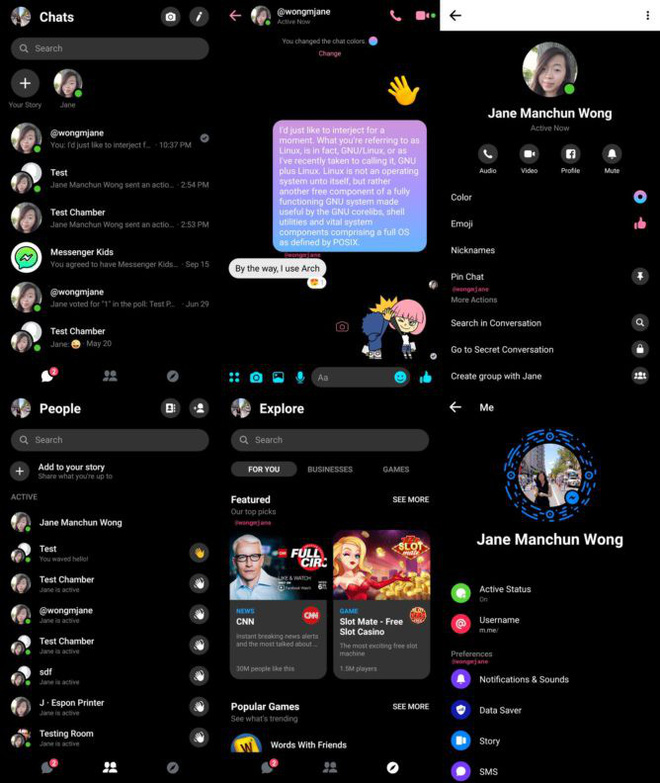 Chats
Search
Your Story
Jane
@wongmjane
You: I'd just like to interject f... · 10:37 PM
Test
Jane Manchun Wong sent an actio... · 2:54 PM
Test Chamber
Jane Manchun Wong sent an actio... · 2:53 PM
Messenger Kids
You agreed to have Messenger Kids... · Sep 15
@wongmjane
Jane voted for "1" in the poll: Test P... · Jun 29
Test Chamber
Jane: 😜 · May 20
2
@wongmjane
Active Now
You changed the chat colors.
Change
I'd just like to interject for a
moment. What you're referring to as
Linux, is in fact, GNU/Linux, or as
I've recently taken to calling it, GNU
plus Linux. Linux is not an operating
system unto itself, but rather
another free component of a fully
functioning GNU system made
useful by the GNU corelibs, shell
utilities and vital system
components comprising a full OS
as defined by POSIX.
@wongmjane
By the way, I use Arch
Aa
Jane Manchun Wong
Active Now
Audio
Video
Profile
Mute
Color
Emoji
Nicknames
Pin Chat
@wongmjane
More Actions
Search in Conversation
Go to Secret Conversation
Create group with Jane
People
Search
Add to your story
Share what you're up to
ACTIVE
Jane Manchun Wong
Test
You waved hello!
Test Chamber
Jane is active
@wongmjane
Jane is active
Test Chamber
Jane is active
sdf
Jane is active
J · Espon Printer
Jane is active
Testing Room
Jane is active
2
Explore
Search
FOR YOU
BUSINESSES
GAMES
Featured
SEE MORE
Our top picks
@wongmjane
FULL
CIRC
LIKE & WATCH
NEWS
CNN
CNN
Instant breaking news alerts
and the most talked about ...
30M people like this
SLOT
mate
GAME
Slot Mate - Free
Slot Casino
The most exciting free slot
machine
1.5M players
Popular Games
SEE MORE
See what's trending
Words With Friends
2
Me
Jane Manchun Wong
Active Status
On
Username
m.me/
Preferences
@wongmjane
Notifications & Sounds
Data Saver
Story
SMS